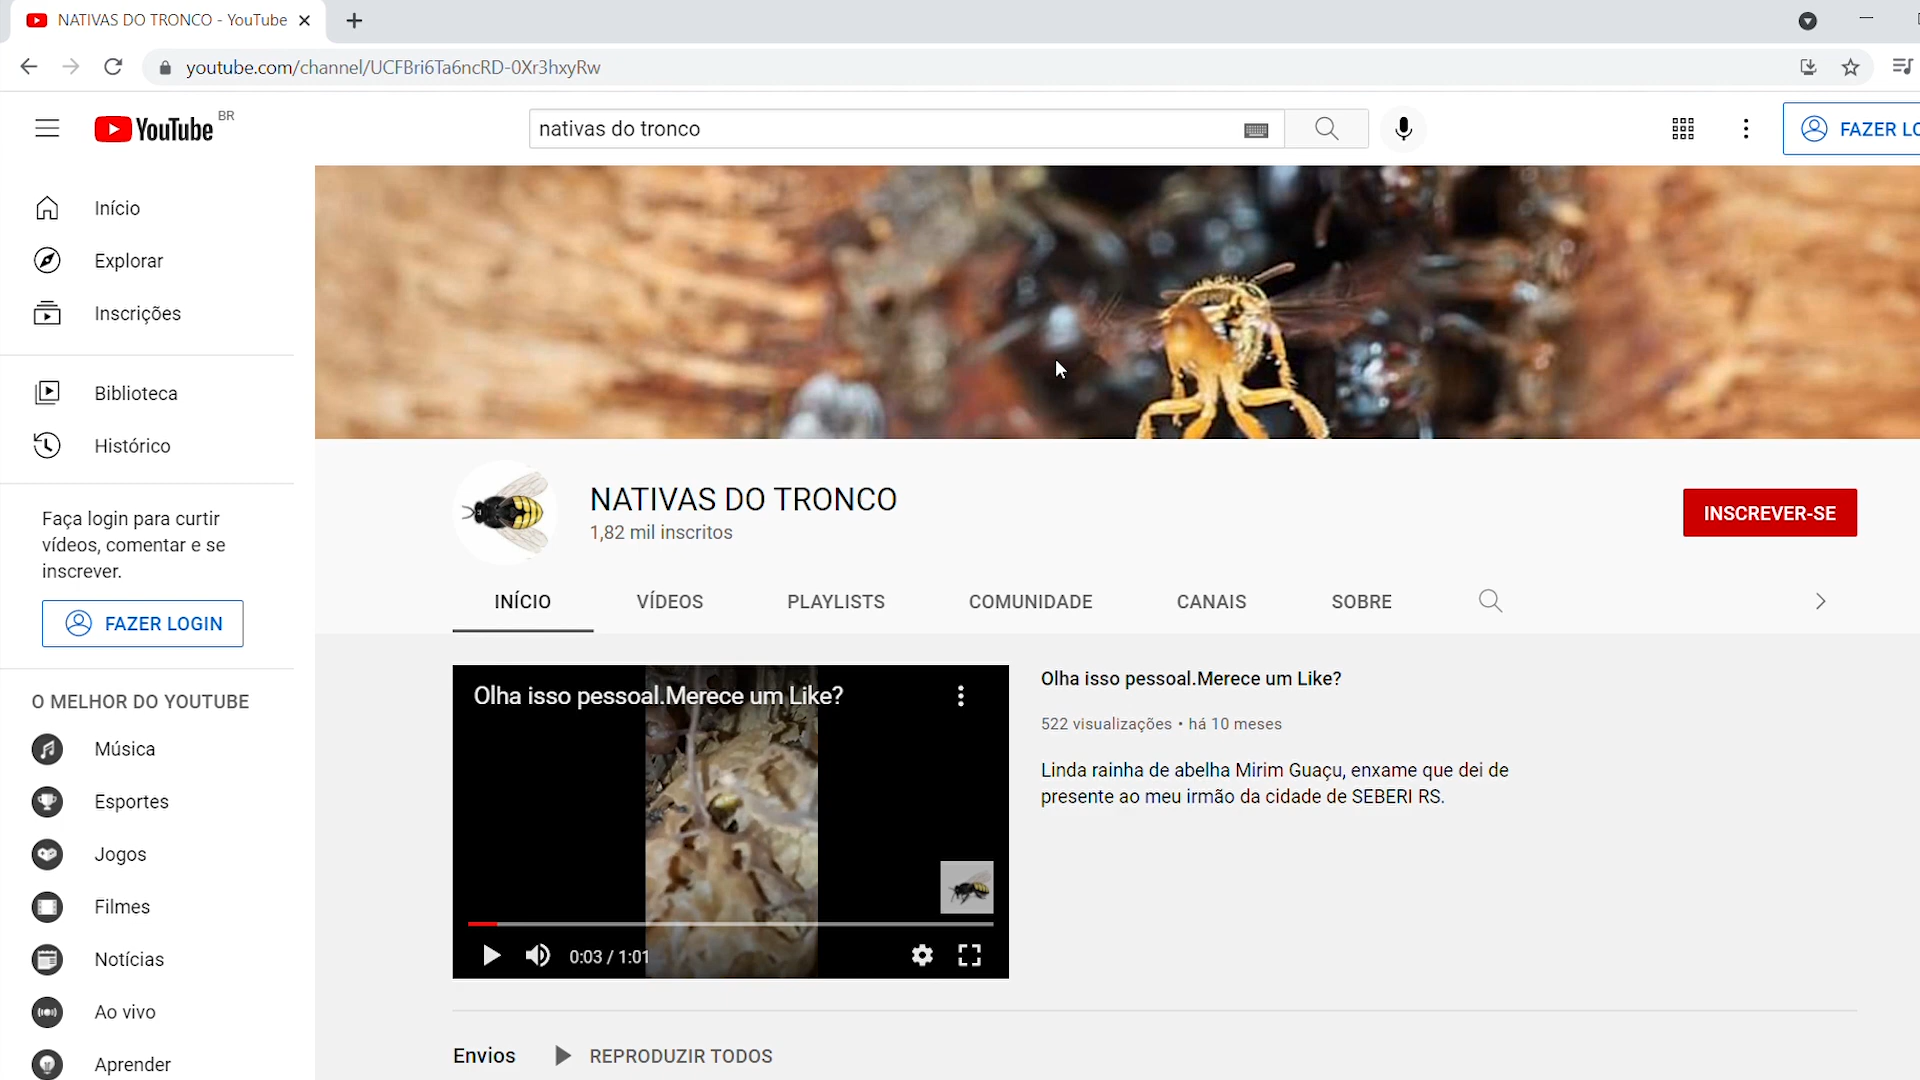 NATIVAS DO TRONCO - YouTube
youtube.com/channel/UCFBri6Ta6ncRD-0Xr3hxyRw
YouTube BR
nativas do tronco
FAZER LO
Início
Explorar
Inscrições
Biblioteca
Histórico
Faça login para curtir
vídeos, comentar e se
inscrever.
FAZER LOGIN
O MELHOR DO YOUTUBE
Música
Esportes
Jogos
Filmes
Notícias
Ao vivo
Aprender
NATIVAS DO TRONCO
1,82 mil inscritos
INSCREVER-SE
INÍCIO VÍDEOS PLAYLISTS COMUNIDADE CANAIS SOBRE
Olha isso pessoal.Merece um Like?
0:03 / 1:01
Olha isso pessoal.Merece um Like?
522 visualizações • há 10 meses
Linda rainha de abelha Mirim Guaçu, enxame que dei de
presente ao meu irmão da cidade de SEBERI RS.
Envios REPRODUZIR TODOS